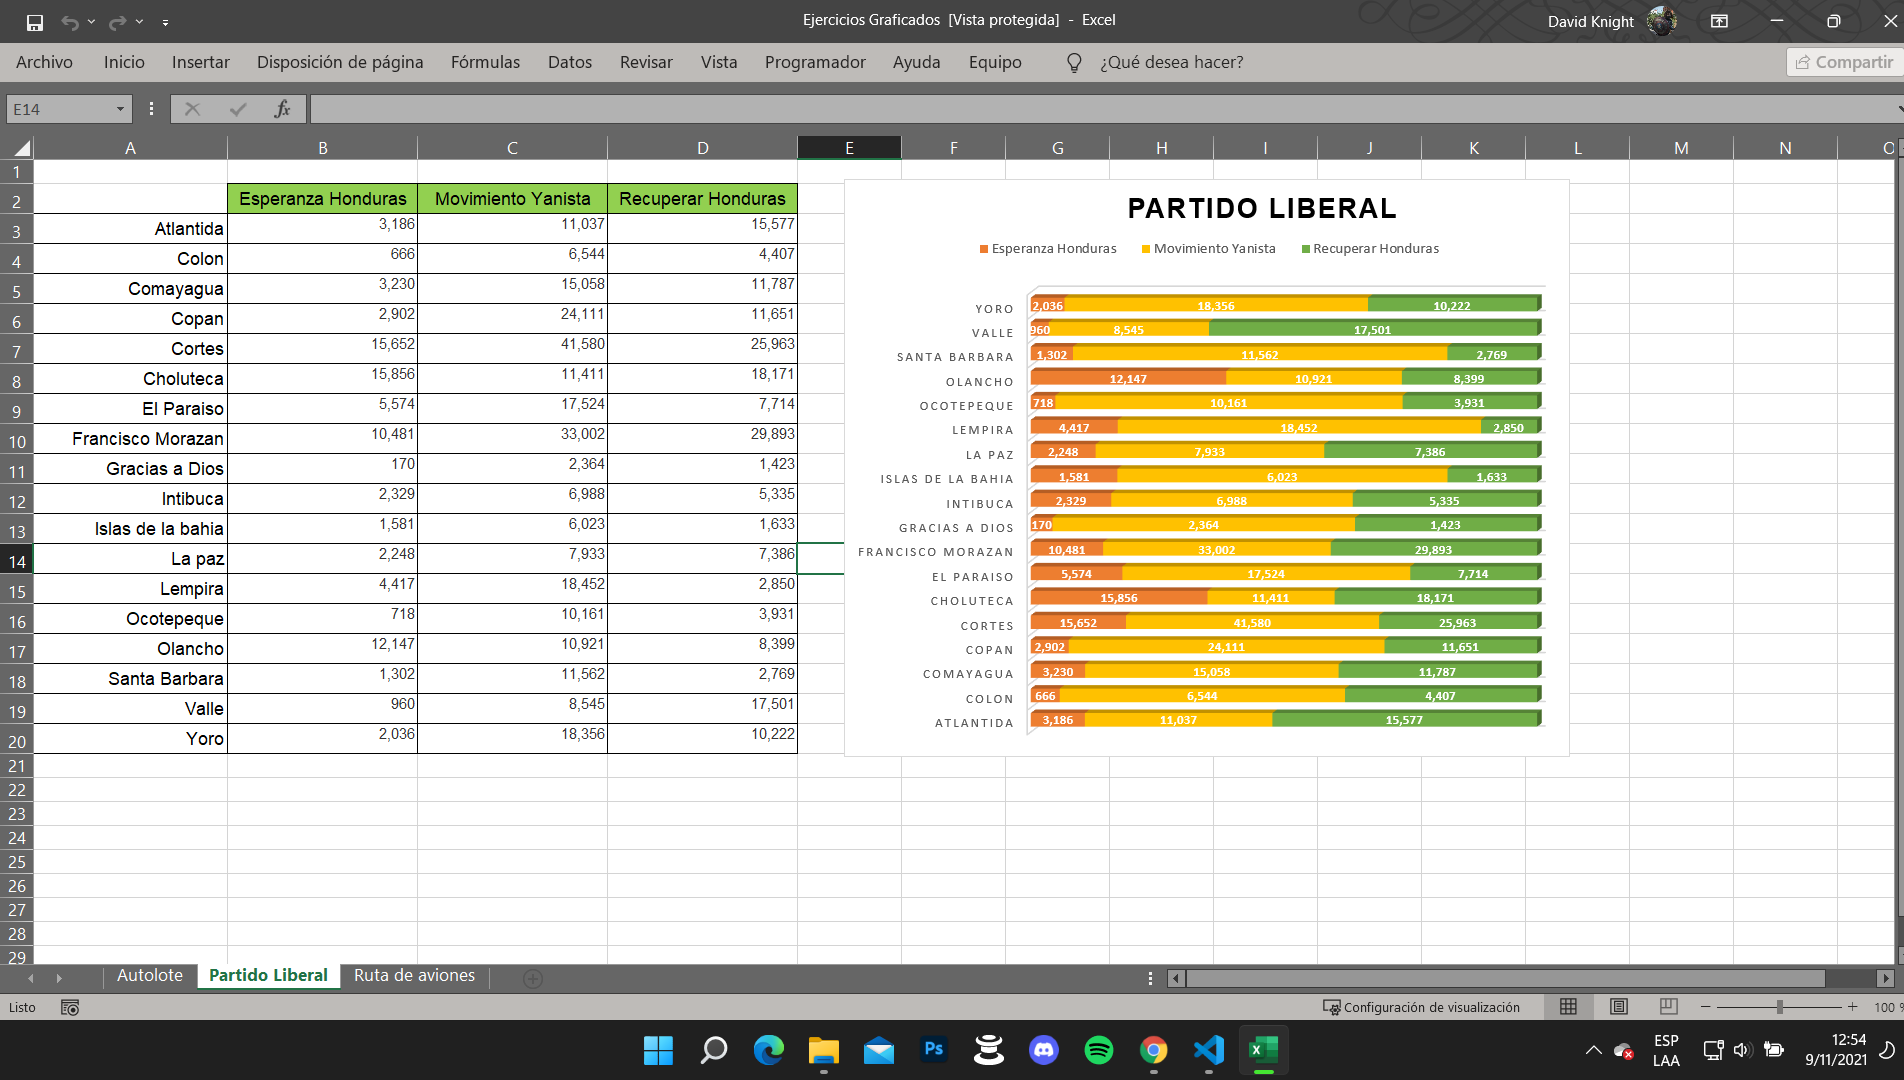 Ejercicios Graficados [Vista protegida] - Excel
David Knight
Archivo Inicio Insertar Disposición de página Fórmulas Datos Revisar Vista Programador Ayuda Equipo ¿Qué desea hacer? Compartir
E14 fx
A B C D E F G H I J K L M N O
1
2 Esperanza Honduras Movimiento Yanista Recuperar Honduras
3 Atlantida 3,186 11,037 15,577
4 Colon 666 6,544 4,407
5 Comayagua 3,230 15,058 11,787
6 Copan 2,902 24,111 11,651
7 Cortes 15,652 41,580 25,963
8 Choluteca 15,856 11,411 18,171
9 El Paraiso 5,574 17,524 7,714
10 Francisco Morazan 10,481 33,002 29,893
11 Gracias a Dios 170 2,364 1,423
12 Intibuca 2,329 6,988 5,335
13 Islas de la bahia 1,581 6,023 1,633
14 La paz 2,248 7,933 7,386
15 Lempira 4,417 18,452 2,850
16 Ocotepeque 718 10,161 3,931
17 Olancho 12,147 10,921 8,399
18 Santa Barbara 1,302 11,562 2,769
19 Valle 960 8,545 17,501
20 Yoro 2,036 18,356 10,222
21
22
23
24
25
26
27
28
29
PARTIDO LIBERAL
Esperanza Honduras Movimiento Yanista Recuperar Honduras
YORO 2,036 18,356 10,222
VALLE 960 8,545 17,501
SANTA BARBARA 1,302 11,562 2,769
OLANCHO 12,147 10,921 8,399
OCOTEPEQUE 718 10,161 3,931
LEMPIRA 4,417 18,452 2,850
LA PAZ 2,248 7,933 7,386
ISLAS DE LA BAHIA 1,581 6,023 1,633
INTIBUCA 2,329 6,988 5,335
GRACIAS A DIOS 170 2,364 1,423
FRANCISCO MORAZAN 10,481 33,002 29,893
EL PARAISO 5,574 17,524 7,714
CHOLUTECA 15,856 11,411 18,171
CORTES 15,652 41,580 25,963
COPAN 2,902 24,111 11,651
COMAYAGUA 3,230 15,058 11,787
COLON 666 6,544 4,407
ATLANTIDA 3,186 11,037 15,577
Autolote Partido Liberal Ruta de aviones
Listo Configuración de visualización 100 %
Ps
ESP
LAA
12:54
9/11/2021